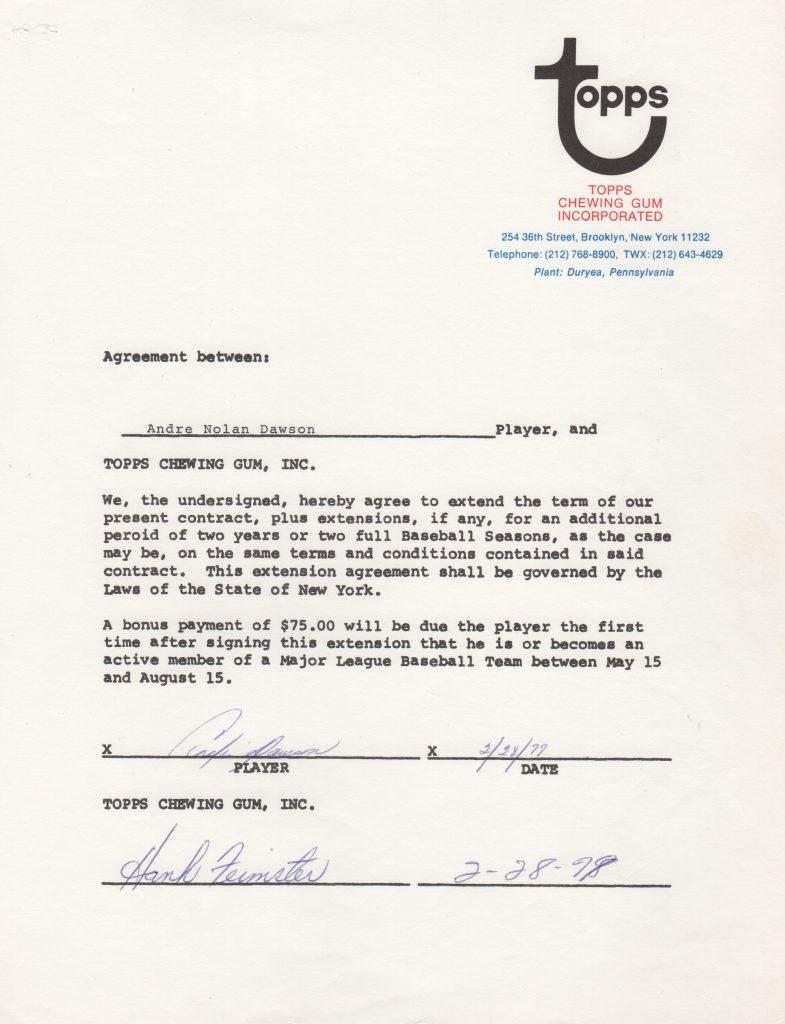 topps
TOPPS
CHEWING GUM
INCORPORATED
254 36th Street, Brooklyn, New York 11232
Telephone: (212) 768-8900, TWX: (212) 643-4629
Plant: Duryea, Pennsylvania
Agreement between:
Andre Nolan Dawson Player, and
TOPPS CHEWING GUM, INC.
We, the undersigned, hereby agree to extend the term of our
present contract, plus extensions, if any, for an additional
peroid of two years or two full Baseball Seasons, as the case
may be, on the same terms and conditions contained in said
contract. This extension agreement shall be governed by the
Laws of the State of New York.
A bonus payment of $75.00 will be due the player the first
time after signing this extension that he is or becomes an
active member of a Major League Baseball Team between May 15
and August 15.
X Dawson X 2/28/79
PLAYER DATE
TOPPS CHEWING GUM, INC.
Hank Feimster 2-28-78